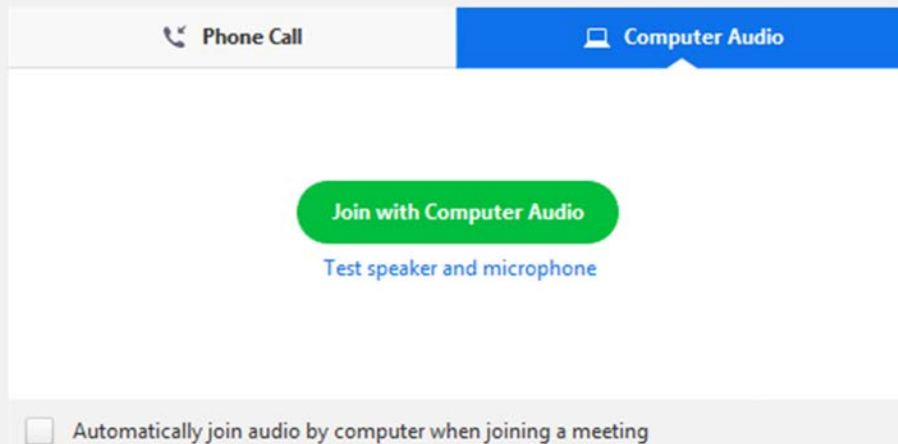 Phone Call
Computer Audio
Join with Computer Audio
Test speaker and microphone
Automatically join audio by computer when joining a meeting